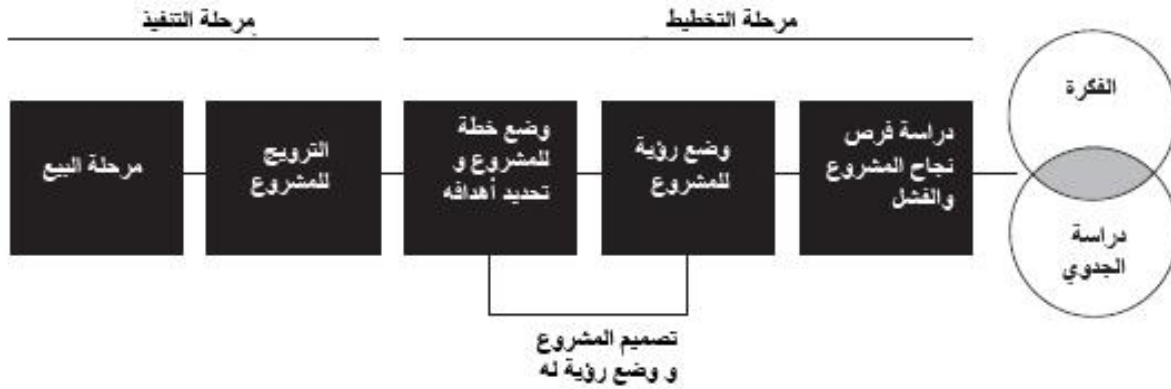 مرحلة التخطيط
مرحلة التنفيذ
الفكرة
دراسة
الجدوي
دراسة فرص
نجاح المشروع
والفشل
وضع رؤية
للمشروع
وضع خطة
للمشروع و
تحديد أهدافه
الترويج
للمشروع
مرحلة البيع
تصميم المشروع
و وضع رؤية له